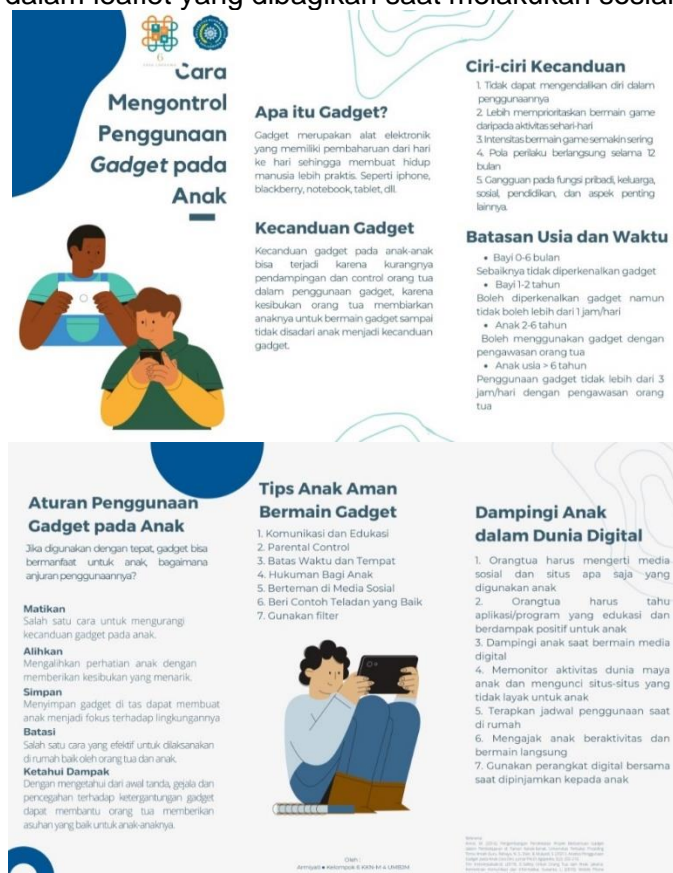 dalam leaflet yang dibagikan saat melakukan sosial
6
Cara
Mengontrol
Penggunaan
Gadget pada
Anak
Apa itu Gadget?
Gadget merupakan alat elektronik
yang memiliki pembaharuan dari hari
ke hari sehingga membuat hidup
manusia lebih praktis. Seperti iphone,
blackberry, notebook, tablet, dll.
Kecanduan Gadget
Kecanduan gadget pada anak-anak
bisa terjadi karena kurangnya
pendampingan dan control orang tua
dalam penggunaan gadget, karena
kesibukan orang tua membiarkan
anaknya untuk bermain gadget sampai
tidak disadari anak menjadi kecanduan
gadget.
Ciri-ciri Kecanduan
1. Tidak dapat mengendalikan diri dalam
penggunaannya
2. Lebih memprioritaskan bermain game
daripada aktivitas sehari-hari
3.Intensitas bermain game semakin sering
4. Pola perilaku berlangsung selama 12
bulan
5. Gangguan pada fungsi pribadi, keluarga,
sosial, pendidikan, dan aspek penting
lainnya.
Batasan Usia dan Waktu
• Bayi 0-6 bulan
Sebaiknya tidak diperkenalkan gadget
• Bayi 1-2 tahun
Boleh diperkenalkan gadget namun
tidak boleh lebih dari 1 jam/hari
• Anak 2-6 tahun
Boleh menggunakan gadget dengan
pengawasan orang tua
• Anak usia > 6 tahun
Penggunaan gadget tidak lebih dari 3
jam/hari dengan pengawasan orang
tua
Aturan Penggunaan
Gadget pada Anak
Jika digunakan dengan tepat, gadget bisa
bermanfaat untuk anak, bagaimana
anjuran penggunaannya?
Matikan
Salah satu cara untuk mengurangi
kecanduan gadget pada anak.
Alihkan
Mengalihkan perhatian anak dengan
memberikan kesibukan yang menarik.
Simpan
Menyimpan gadget di tas dapat membuat
anak menjadi fokus terhadap lingkungannya
Batasi
Salah satu cara yang efektif untuk dilaksanakan
di rumah baik oleh orang tua dan anak.
Ketahui Dampak
Dengan mengetahui dari awal tanda, gejala dan
pencegahan terhadap ketergantungan gadget
dapat membantu orang tua memberikan
asuhan yang baik untuk anak-anaknya.
Tips Anak Aman
Bermain Gadget
1. Komunikasi dan Edukasi
2. Parental Control
3. Batas Waktu dan Tempat
4. Hukuman Bagi Anak
5. Berteman di Media Sosial
6. Beri Contoh Teladan yang Baik
7. Gunakan filter
Oleh :
Armiyati • Kelompok 6 KKN-M 4 UMBDM
Dampingi Anak
dalam Dunia Digital
1. Orangtua harus mengerti media
sosial dan situs apa saja yang
digunakan anak
2. Orangtua harus tahu
aplikasi/program yang edukasi dan
berdampak positif untuk anak
3. Dampingi anak saat bermain media
digital
4. Memonitor aktivitas dunia maya
anak dan mengunci situs-situs yang
tidak layak untuk anak
5. Terapkan jadwal penggunaan saat
di rumah
6. Mengajak anak beraktivitas dan
bermain langsung
7. Gunakan perangkat digital bersama
saat dipinjamkan kepada anak